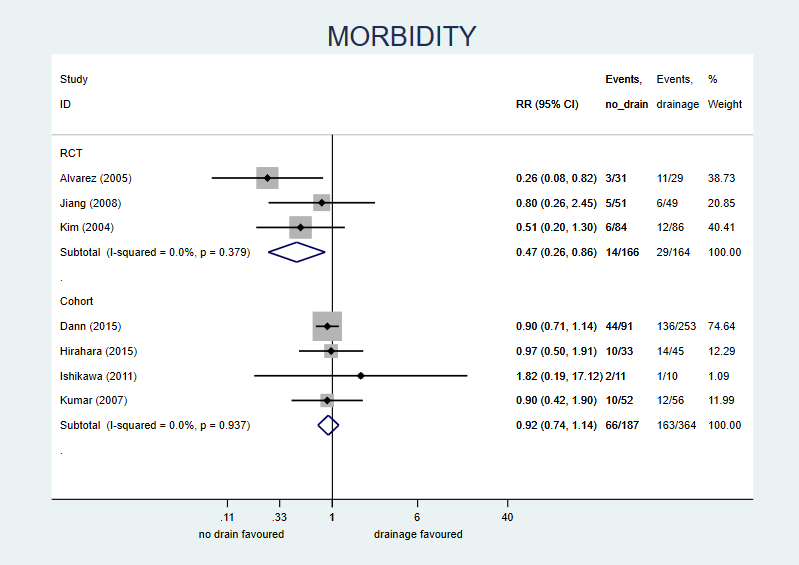 MORBIDITY
Study Events, Events, %
ID RR (95% CI) no_drain drainage Weight
RCT
Alvarez (2005) 0.26 (0.08, 0.82) 3/31 11/29 38.73
Jiang (2008) 0.80 (0.26, 2.45) 5/51 6/49 20.85
Kim (2004) 0.51 (0.20, 1.30) 6/84 12/86 40.41
Subtotal (I-squared = 0.0%, p = 0.379) 0.47 (0.26, 0.86) 14/166 29/164 100.00
.
Cohort
Dann (2015) 0.90 (0.71, 1.14) 44/91 136/253 74.64
Hirahara (2015) 0.97 (0.50, 1.91) 10/33 14/45 12.29
Ishikawa (2011) 1.82 (0.19, 17.12) 2/11 1/10 1.09
Kumar (2007) 0.90 (0.42, 1.90) 10/52 12/56 11.99
Subtotal (I-squared = 0.0%, p = 0.937) 0.92 (0.74, 1.14) 66/187 163/364 100.00
.
.11 .33 1 6 40
no drain favoured drainage favoured